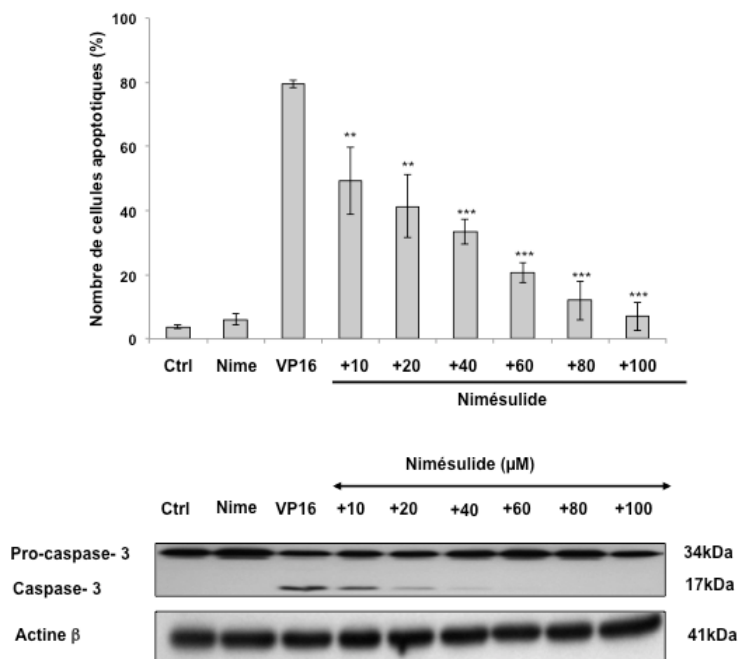 Nombre de cellules apoptotiques (%)
100
80
60
40
20
0
**
**
***
***
***
***
Ctrl Nime VP16 +10 +20 +40 +60 +80 +100
Nimésulide
Nimésulide (µM)
Ctrl Nime VP16 +10 +20 +40 +60 +80 +100
Pro-caspase- 3 34kDa
Caspase- 3 17kDa
Actine β 41kDa